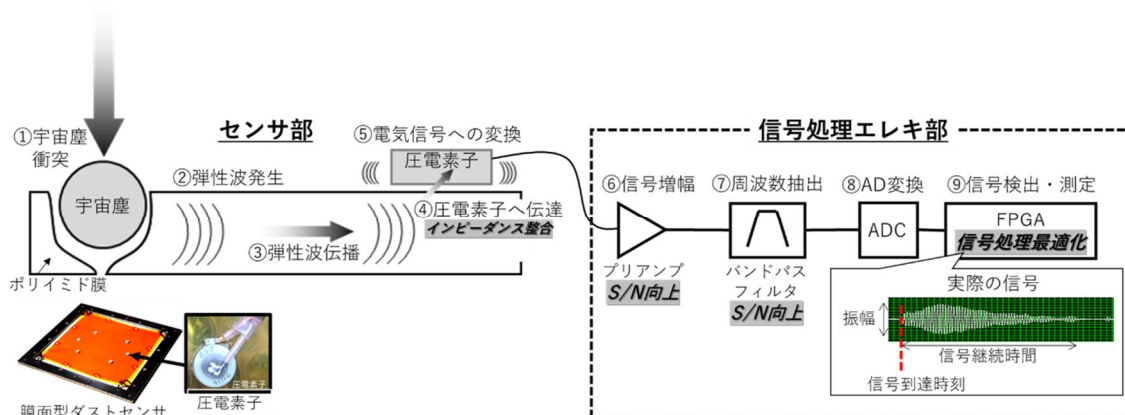 ①宇宙塵
衝突
宇宙塵
ポリイミド膜
センサ部
②弾性波発生
③弾性波伝播
⑤電気信号への変換
圧電素子
④圧電素子へ伝達
インピーダンス整合
膜面型ダストセンサ
圧電素子
圧電素子
信号処理エレキ部
⑥信号増幅
プリアンプ
S/N向上
⑦周波数抽出
バンドパス
フィルタ
S/N向上
⑧AD変換
ADC
⑨信号検出・測定
FPGA
信号処理最適化
実際の信号
振幅
信号継続時間
信号到達時刻